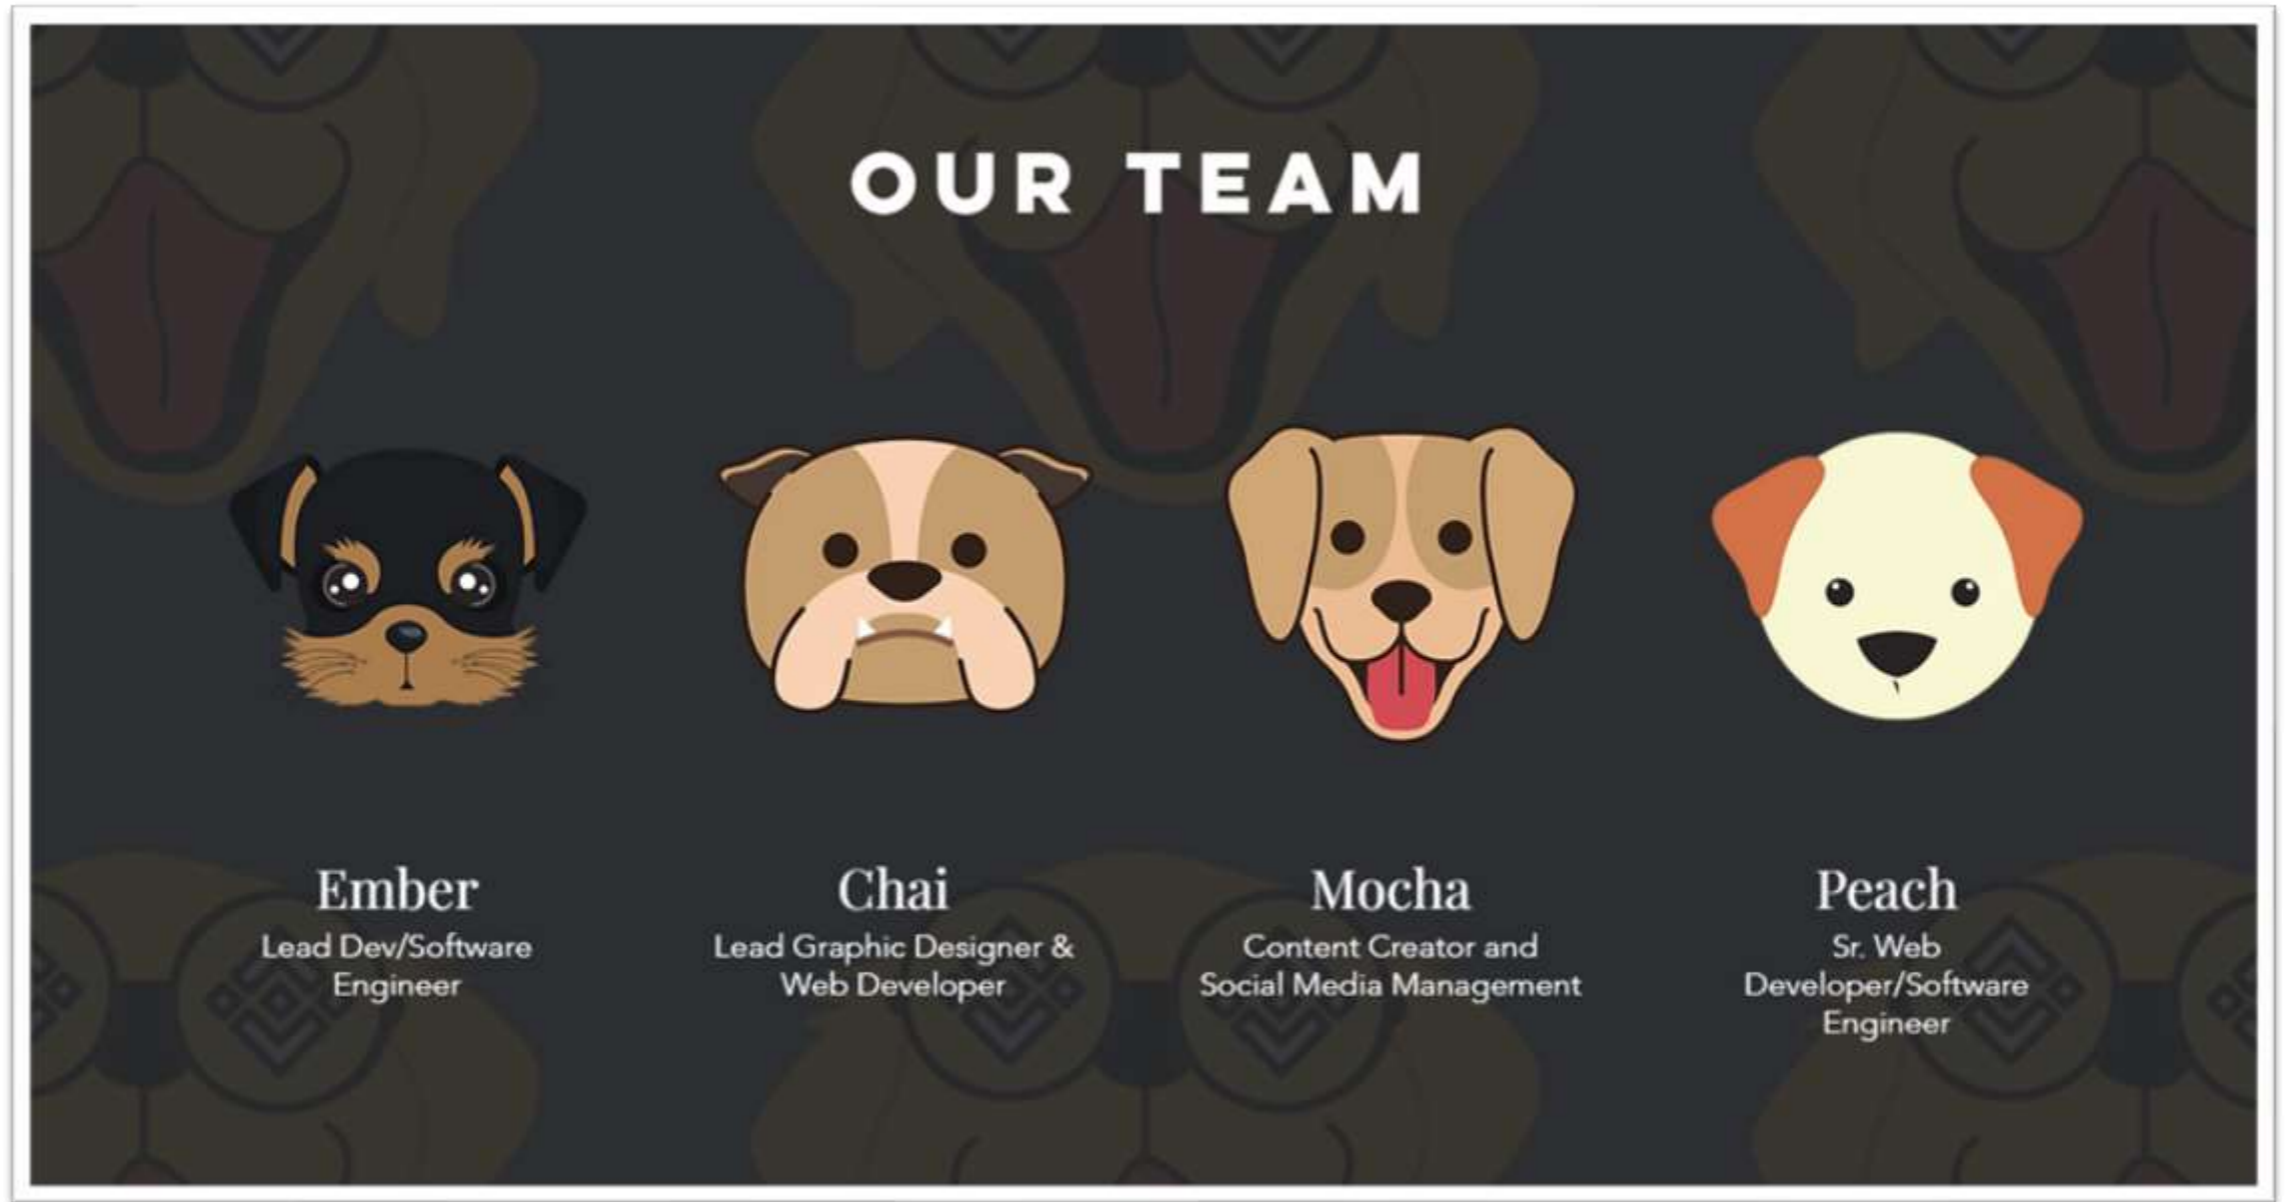 OUR TEAM
Ember
Lead Dev/Software
Engineer
Chai
Lead Graphic Designer &
Web Developer
Mocha
Content Creator and
Social Media Management
Peach
Sr. Web
Developer/Software
Engineer